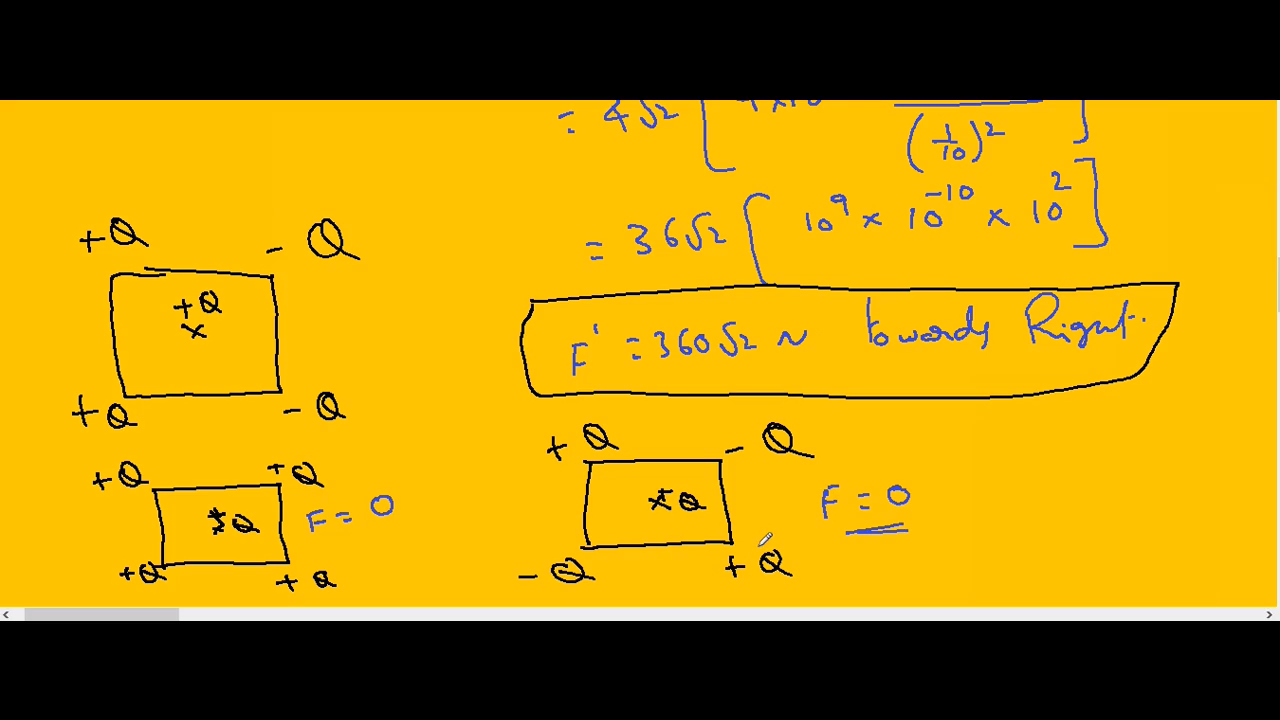 = 4√2 [
(1/10)² ]
= 36√2 [ 10⁹ × 10⁻¹⁰ × 10² ]
F' = 360√2 N towards Right.
+Q - Q
+Q
×
+Q - Q
+Q +Q
+Q F = 0
+Q + Q
+ Q - Q
+Q F = 0
- Q + Q